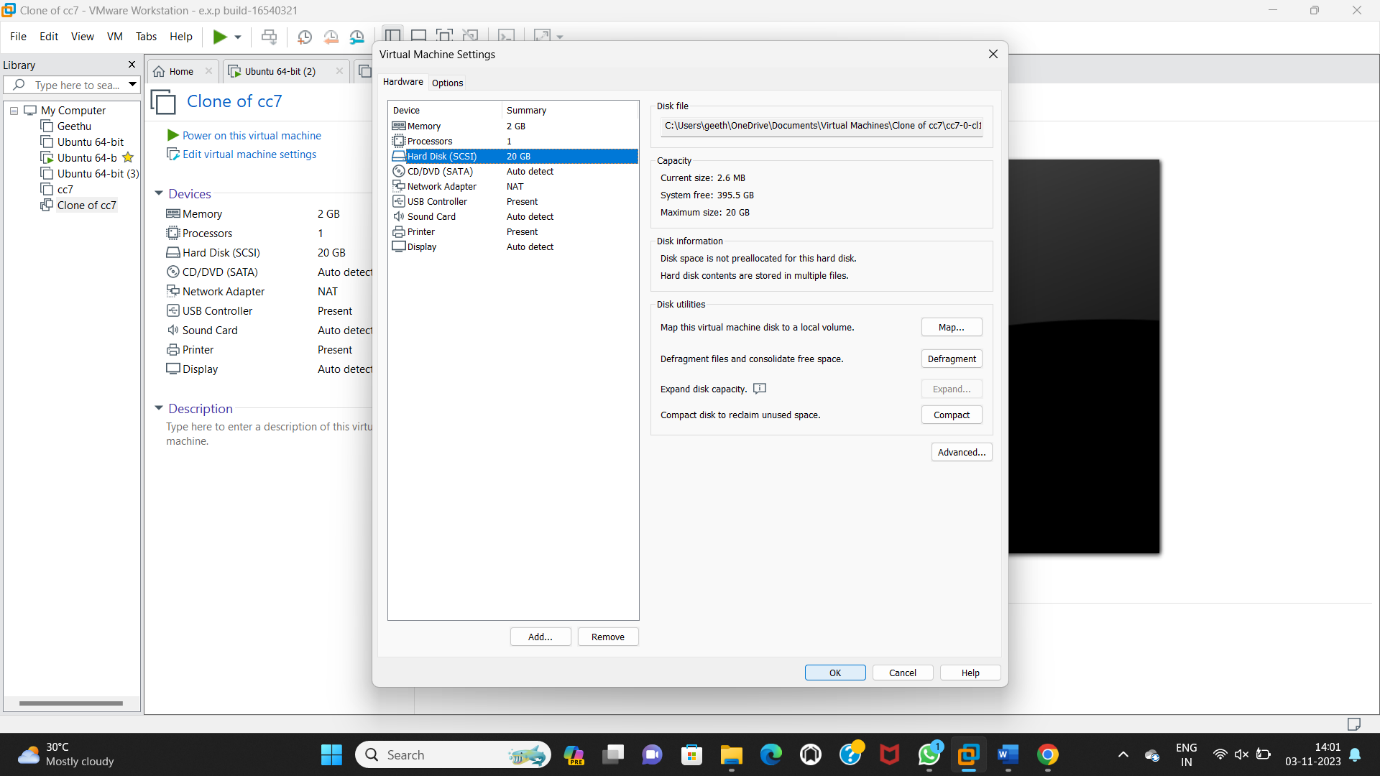 Clone of cc7 - VMware Workstation - e.x.p build-16540321
File Edit View VM Tabs Help
Library
Type here to sea...
My Computer
Geethu
Ubuntu 64-bit
Ubuntu 64-b
Ubuntu 64-bit (3)
cc7
Clone of cc7
Home
Ubuntu 64-bit (2)
Clone of cc7
Power on this virtual machine
Edit virtual machine settings
Devices
Memory 2 GB
Processors 1
Hard Disk (SCSI) 20 GB
CD/DVD (SATA) Auto detect
Network Adapter NAT
USB Controller Present
Sound Card Auto detect
Printer Present
Display Auto detect
Description
Type here to enter a description of this virtu
machine.
Virtual Machine Settings
Hardware Options
Device Summary
Memory 2 GB
Processors 1
Hard Disk (SCSI) 20 GB
CD/DVD (SATA) Auto detect
Network Adapter NAT
USB Controller Present
Sound Card Auto detect
Printer Present
Display Auto detect
Add... Remove
Disk file
C:\Users\geeth\OneDrive\Documents\Virtual Machines\Clone of cc7\cc7-0-cl1
Capacity
Current size: 2.6 MB
System free: 395.5 GB
Maximum size: 20 GB
Disk information
Disk space is not preallocated for this hard disk.
Hard disk contents are stored in multiple files.
Disk utilities
Map this virtual machine disk to a local volume. Map...
Defragment files and consolidate free space. Defragment
Expand disk capacity. Expand...
Compact disk to reclaim unused space. Compact
Advanced...
OK Cancel Help
30°C
Mostly cloudy
Search
PRE
1
ENG
IN
14:01
03-11-2023